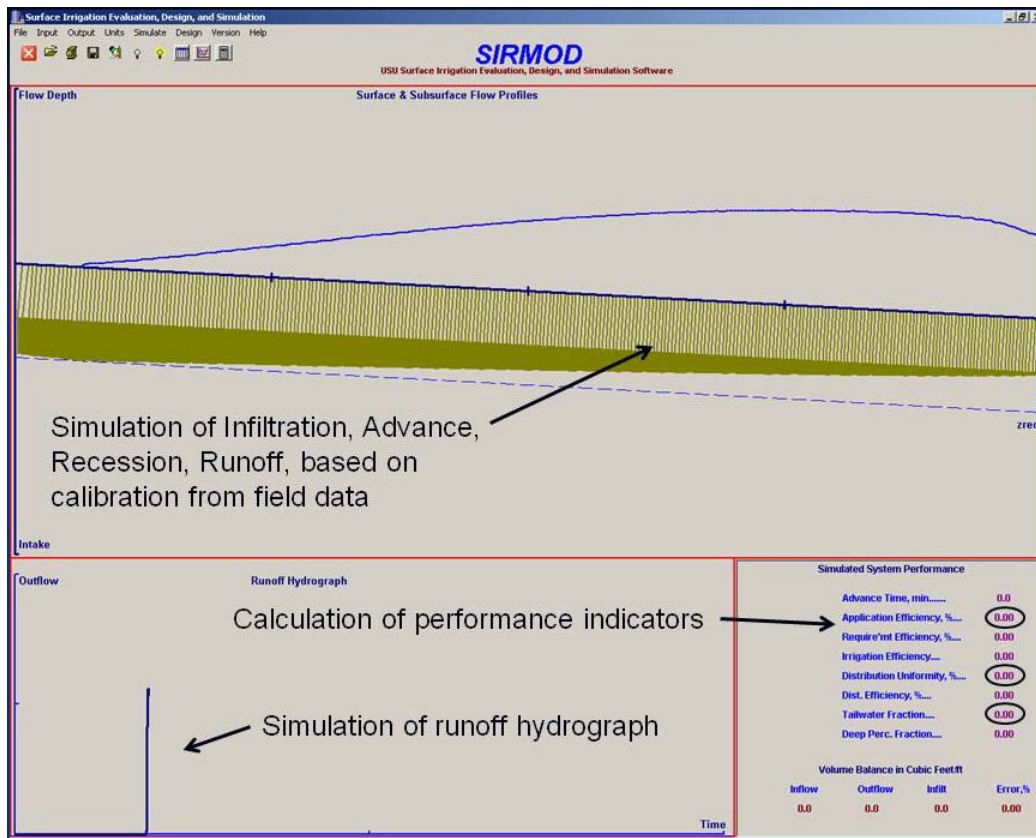 Surface Irrigation Evaluation, Design, and Simulation
File Input Output Units Simulate Design Version Help
SIRMOD
USU Surface Irrigation Evaluation, Design, and Simulation Software
Flow Depth
Surface & Subsurface Flow Profiles
Simulation of Infiltration, Advance,
Recession, Runoff, based on
calibration from field data
zreq
Intake
Outflow
Runoff Hydrograph
Calculation of performance indicators
Simulation of runoff hydrograph
Time
Simulated System Performance
Advance Time, min...... 0.0
Application Efficiency, %.... 0.00
Require'mt Efficiency, %.... 0.00
Irrigation Efficiency.... 0.00
Distribution Uniformity, %.... 0.00
Dist. Efficiency, %.... 0.00
Tailwater Fraction.... 0.00
Deep Perc. Fraction.... 0.00
Volume Balance in Cubic Feet/ft
Inflow Outflow Infilt Error,%
0.0 0.0 0.0 0.00